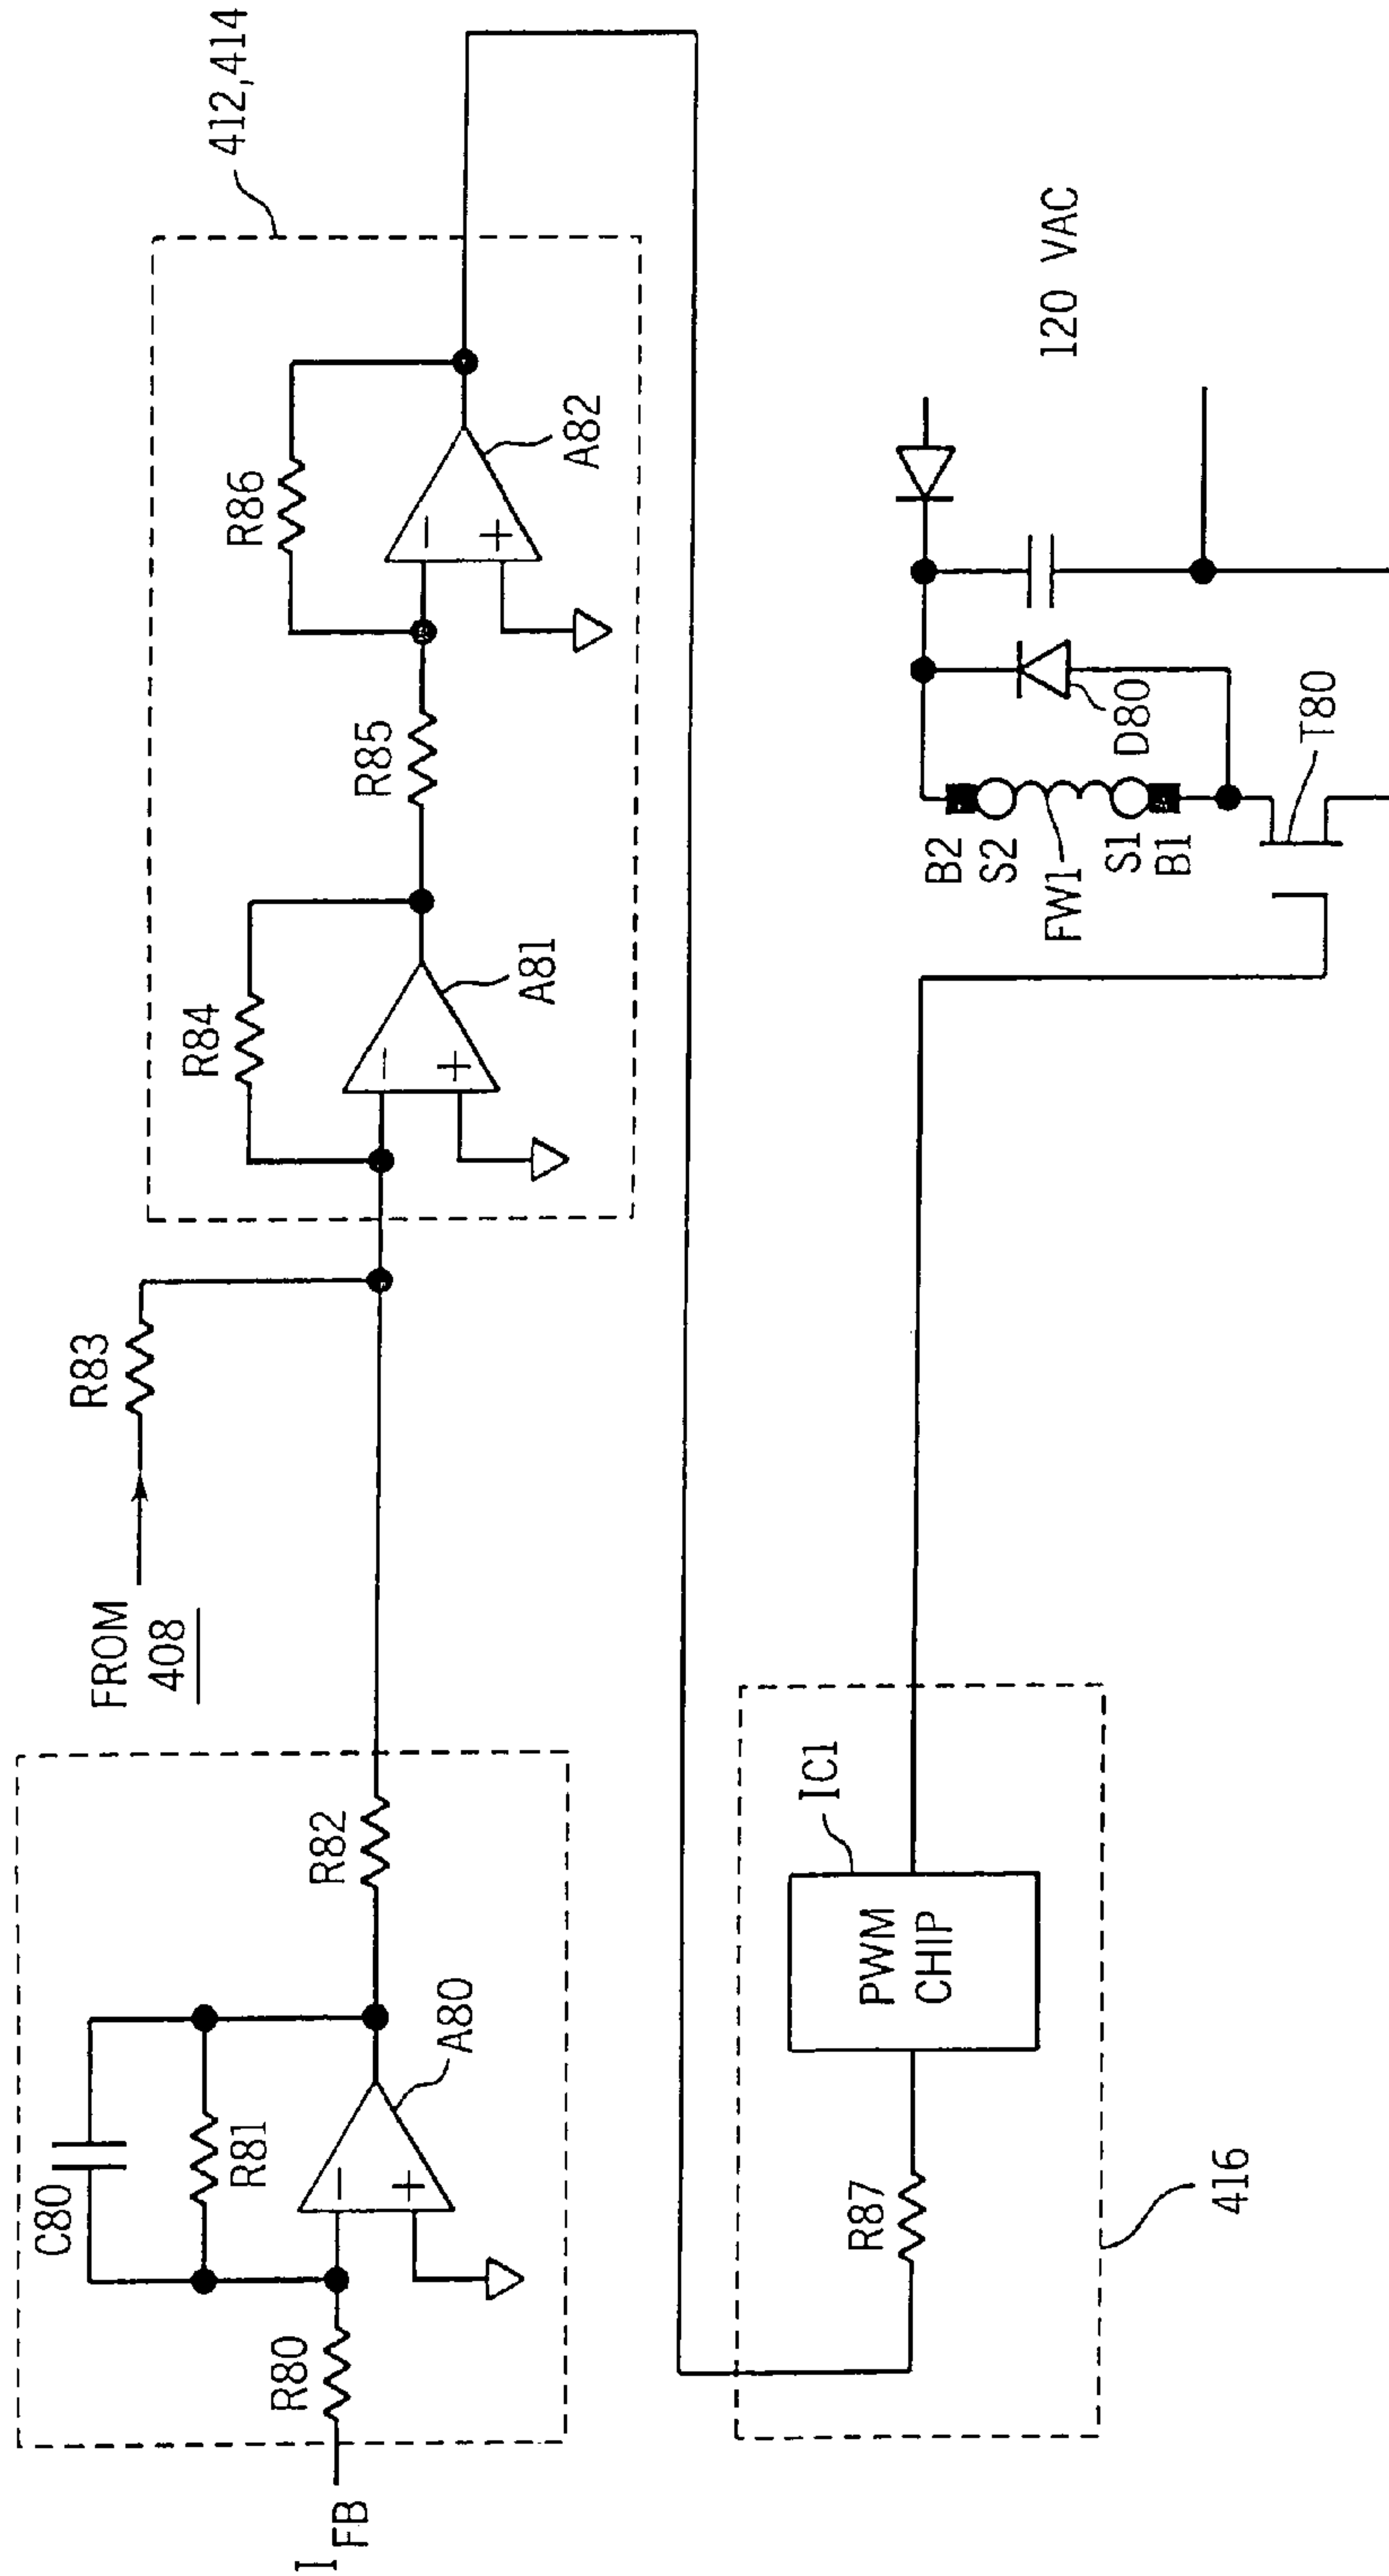 I FB
R80
C80
R81
A80
R82
FROM
408
R83
R84
A81
R85
R86
A82
412,414
R87
PWM
CHIP
IC1
416
B2
S2
FW1
S1
B1
D80
T80
120 VAC